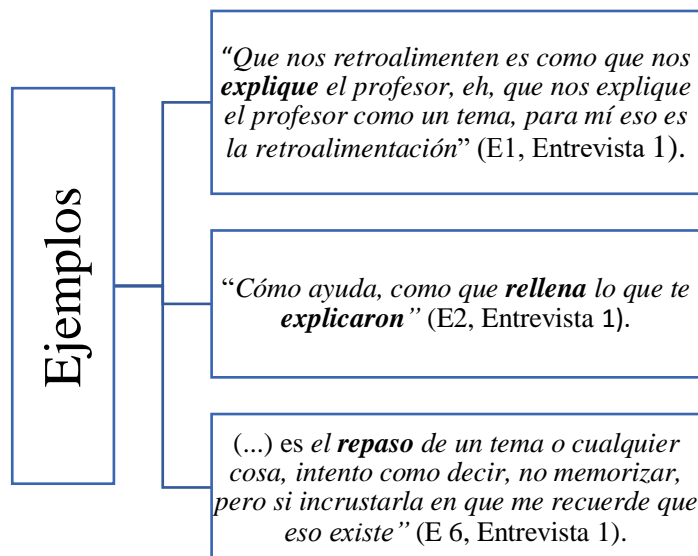 Ejemplos
“Que nos retroalimenten es como que nos
explique el profesor, eh, que nos explique
el profesor como un tema, para mí eso es
la retroalimentación” (E1, Entrevista 1).
“Cómo ayuda, como que rellena lo que te
explicaron” (E2, Entrevista 1).
(...) es el repaso de un tema o cualquier
cosa, intento como decir, no memorizar,
pero si incrustarla en que me recuerde que
eso existe” (E 6, Entrevista 1).